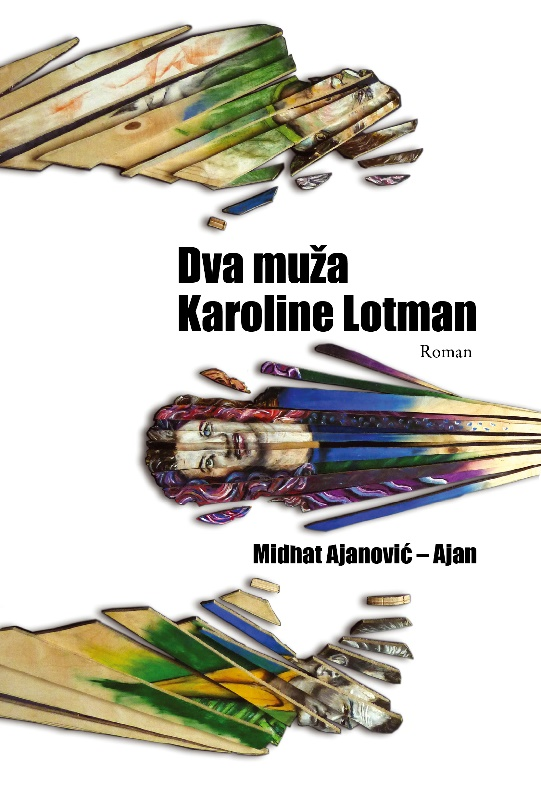 Dva muža
Karoline Lotman
Roman
Midhat Ajanović – Ajan